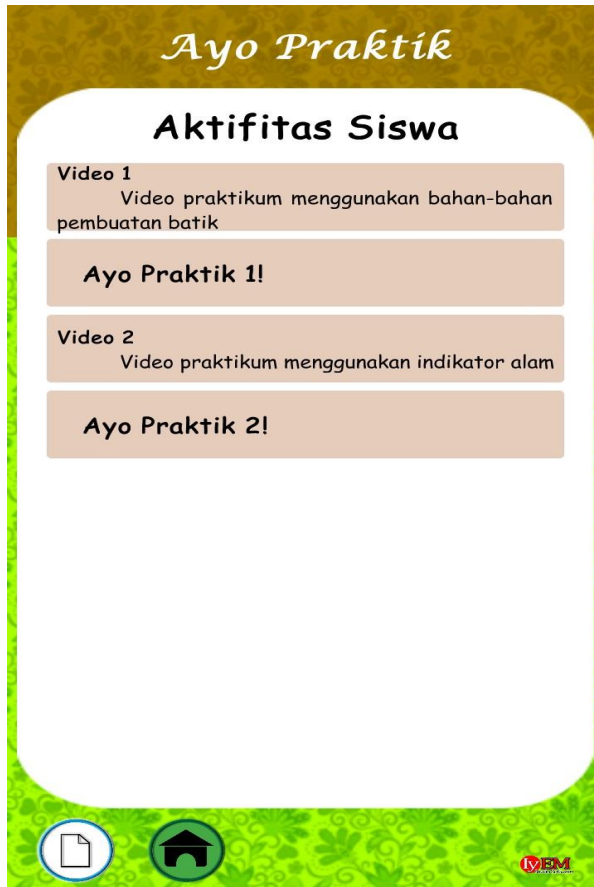 Ayo Praktik
Aktifitas Siswa
Video 1
Video praktikum menggunakan bahan-bahan
pembuatan batik
Ayo Praktik 1!
Video 2
Video praktikum menggunakan indikator alam
Ayo Praktik 2!